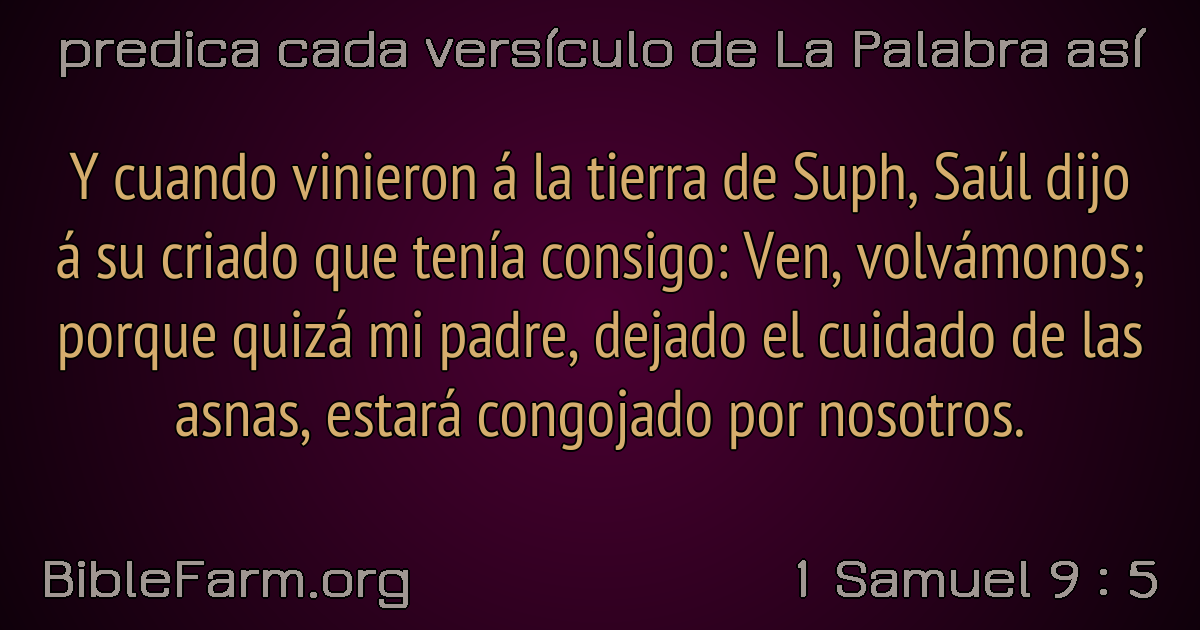 predica cada versículo de La Palabra así
Y cuando vinieron á la tierra de Suph, Saúl dijo
á su criado que tenía consigo: Ven, volvámonos;
porque quizá mi padre, dejado el cuidado de las
asnas, estará congojado por nosotros.
BibleFarm.org
1 Samuel 9 : 5